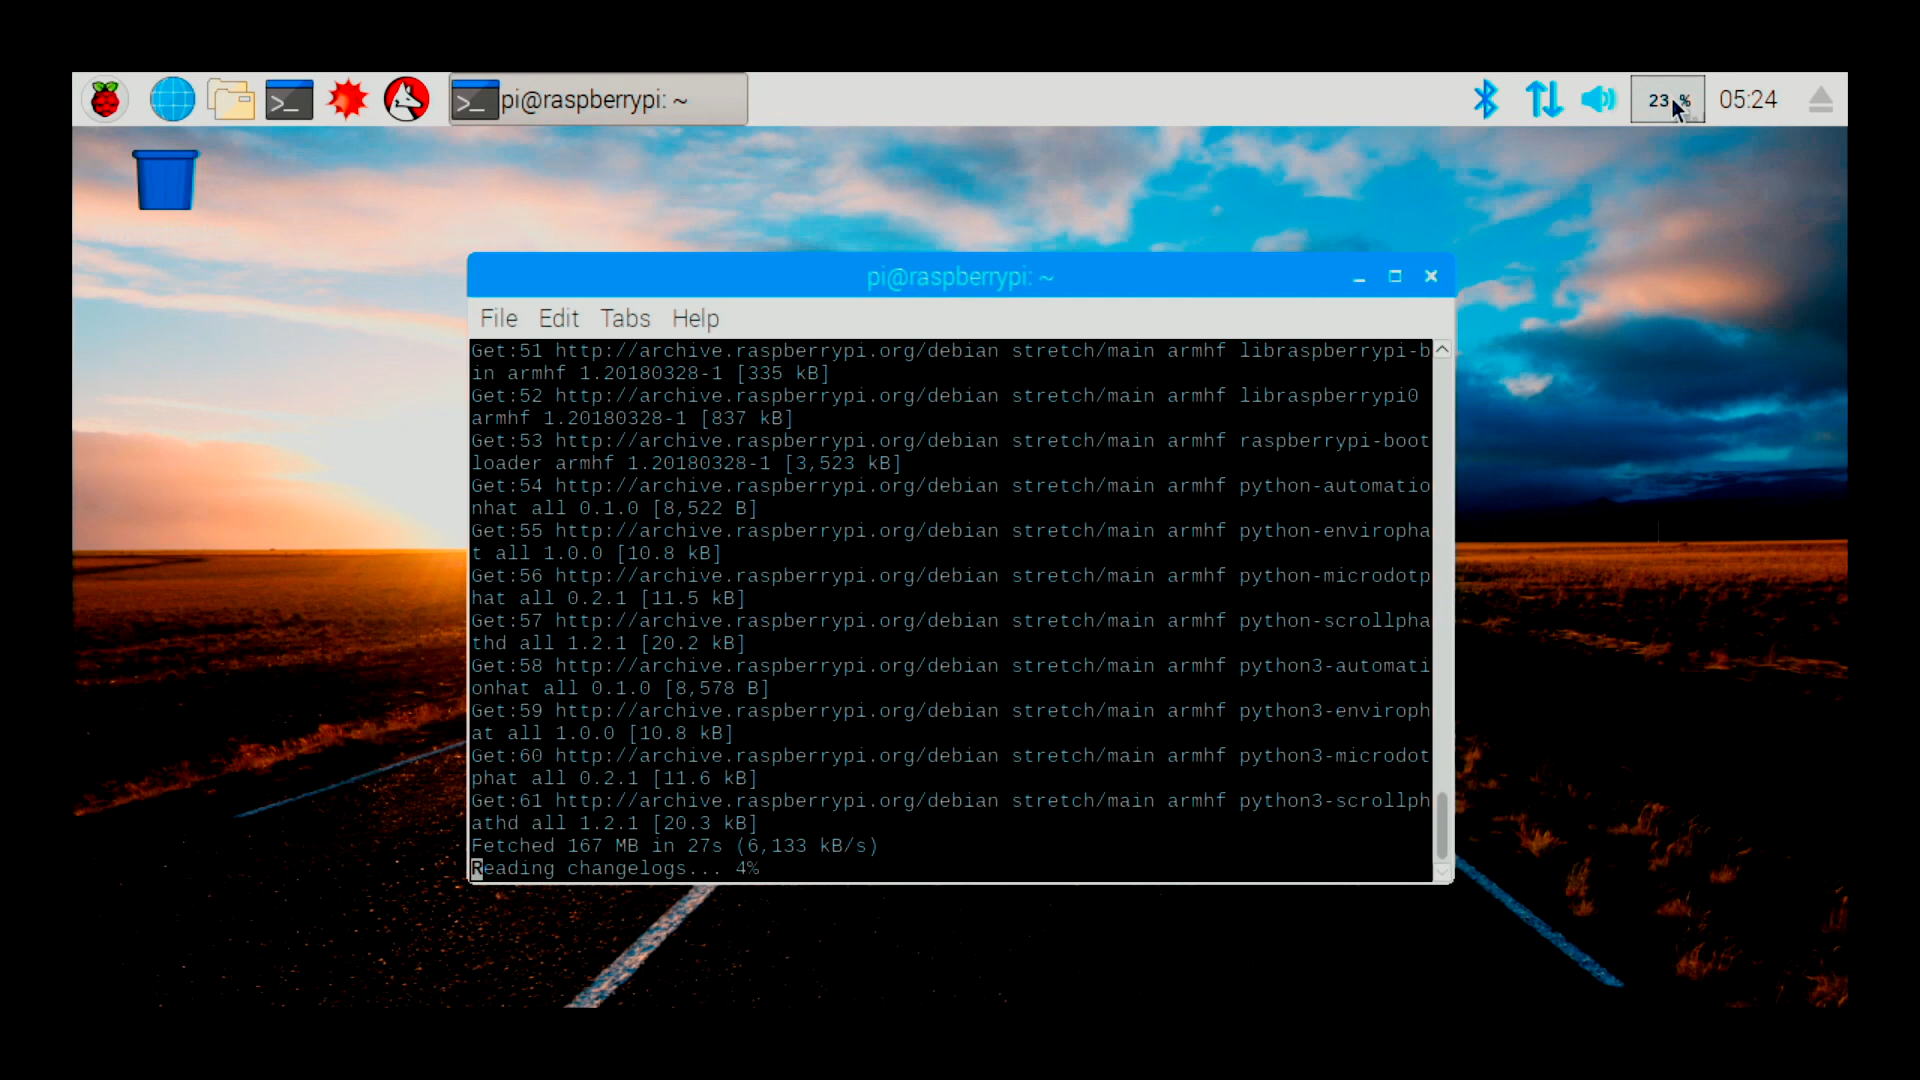 pi@raspberrypi: ~
23 %
05:24
pi@raspberrypi: ~
File Edit Tabs Help
Get:51 http://archive.raspberrypi.org/debian stretch/main armhf libraspberrypi-b
in armhf 1.20180328-1 [335 kB]
Get:52 http://archive.raspberrypi.org/debian stretch/main armhf libraspberrypi0
armhf 1.20180328-1 [837 kB]
Get:53 http://archive.raspberrypi.org/debian stretch/main armhf raspberrypi-boot
loader armhf 1.20180328-1 [3,523 kB]
Get:54 http://archive.raspberrypi.org/debian stretch/main armhf python-automatio
nhat all 0.1.0 [8,522 B]
Get:55 http://archive.raspberrypi.org/debian stretch/main armhf python-enviropha
t all 1.0.0 [10.8 kB]
Get:56 http://archive.raspberrypi.org/debian stretch/main armhf python-microdotp
hat all 0.2.1 [11.5 kB]
Get:57 http://archive.raspberrypi.org/debian stretch/main armhf python-scrollpha
thd all 1.2.1 [20.2 kB]
Get:58 http://archive.raspberrypi.org/debian stretch/main armhf python3-automati
onhat all 0.1.0 [8,578 B]
Get:59 http://archive.raspberrypi.org/debian stretch/main armhf python3-enviroph
at all 1.0.0 [10.8 kB]
Get:60 http://archive.raspberrypi.org/debian stretch/main armhf python3-microdot
phat all 0.2.1 [11.6 kB]
Get:61 http://archive.raspberrypi.org/debian stretch/main armhf python3-scrollph
athd all 1.2.1 [20.3 kB]
Fetched 167 MB in 27s (6,133 kB/s)
Reading changelogs... 4%